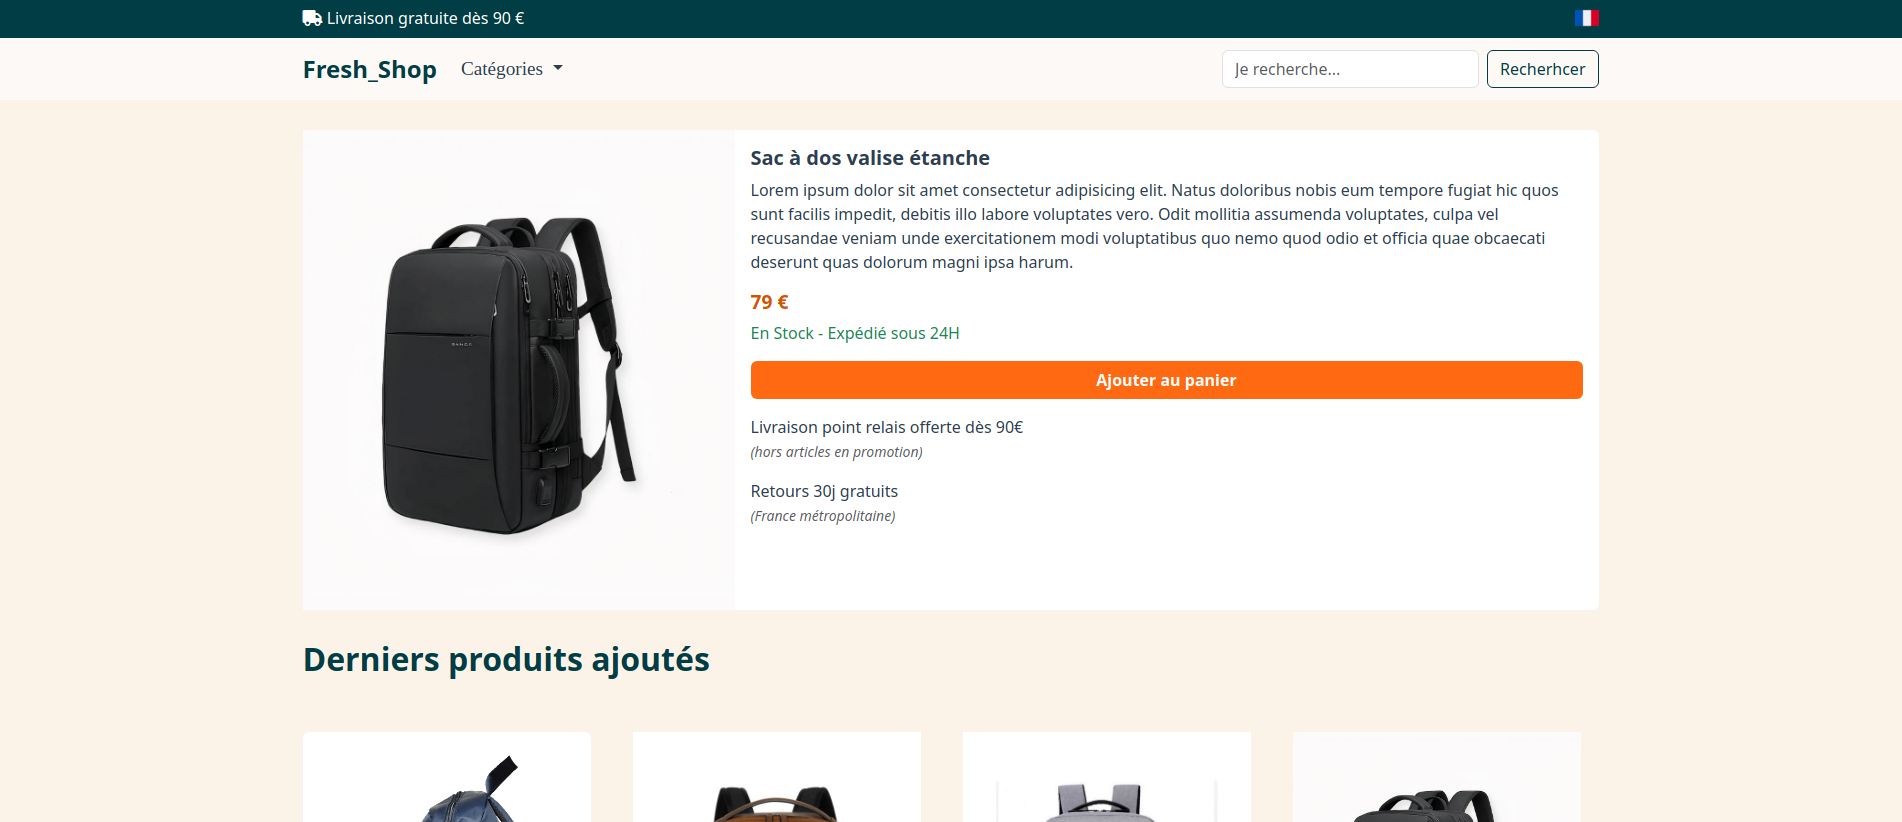 Livraison gratuite dès 90 €
Fresh_Shop
Catégories
Je recherche...
Recherhcer
Sac à dos valise étanche
Lorem ipsum dolor sit amet consectetur adipisicing elit. Natus doloribus nobis eum tempore fugiat hic quos
sunt facilis impedit, debitis illo labore voluptates vero. Odit mollitia assumenda voluptates, culpa vel
recusandae veniam unde exercitationem modi voluptatibus quo nemo quod odio et officia quae obcaecati
deserunt quas dolorum magni ipsa harum.
79 €
En Stock - Expédié sous 24H
Ajouter au panier
Livraison point relais offerte dès 90€
(hors articles en promotion)
Retours 30j gratuits
(France métropolitaine)
Derniers produits ajoutés